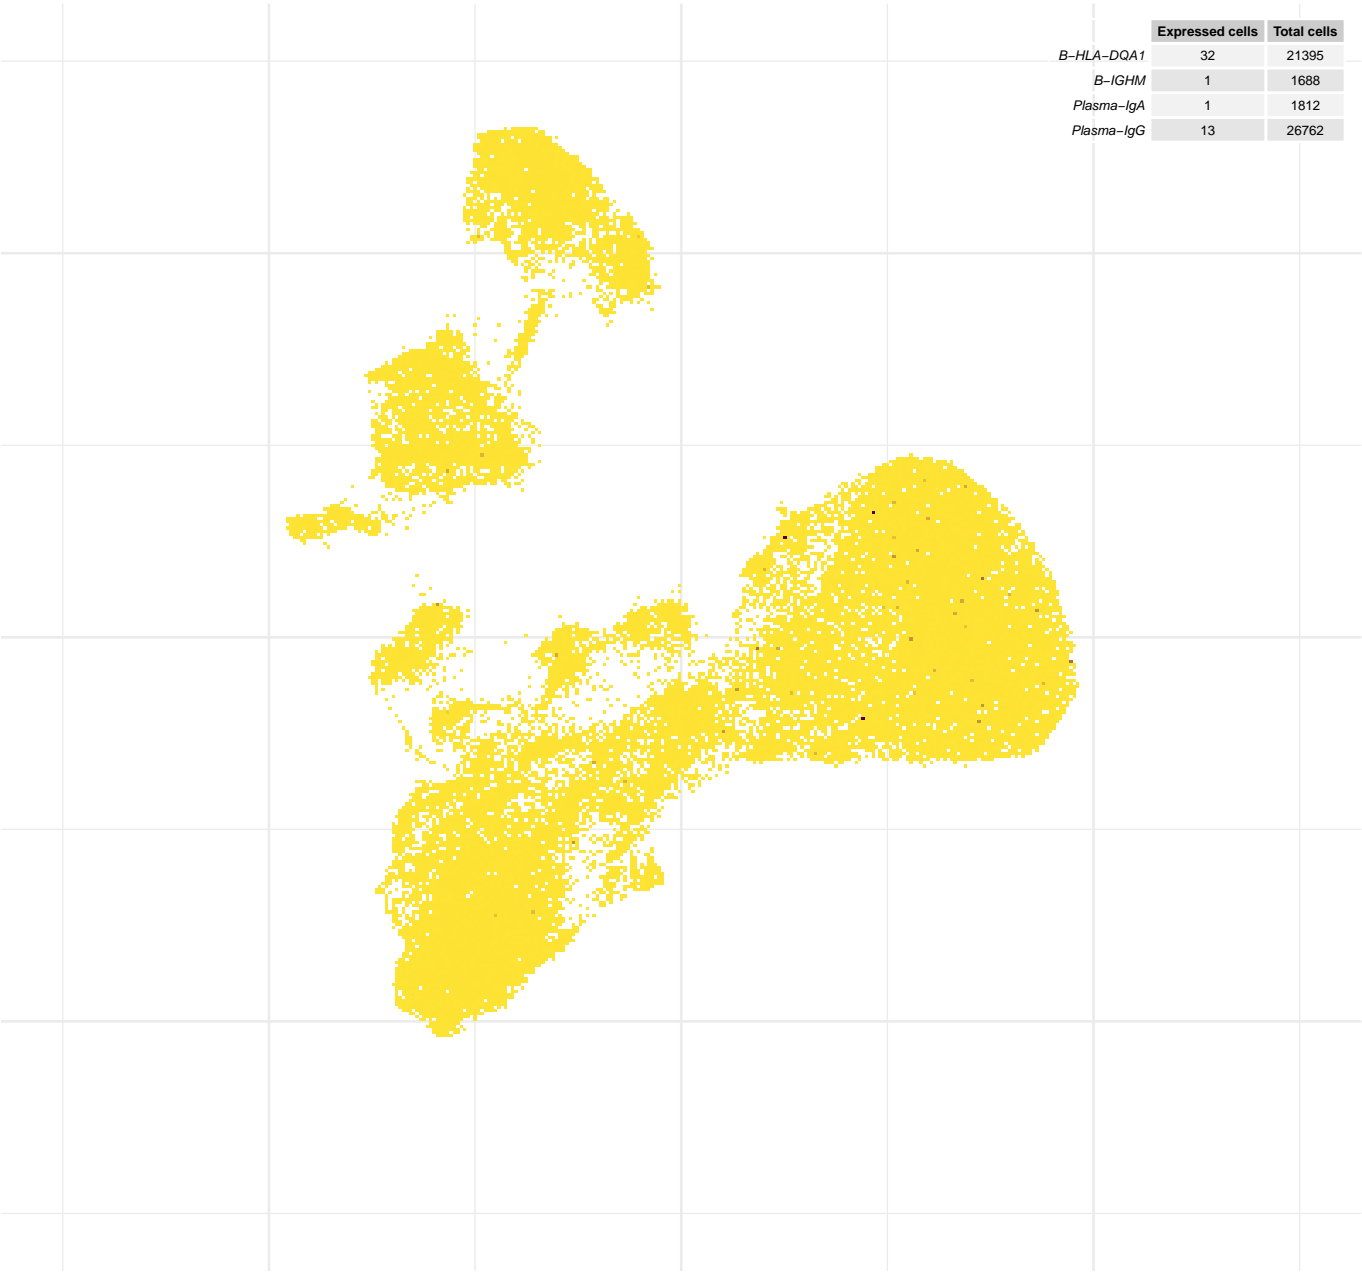 Expressed cells Total cells
B−HLA−DQA1 32 21395
B−IGHM 1 1688
Plasma−IgA 1 1812
Plasma−IgG 13 26762